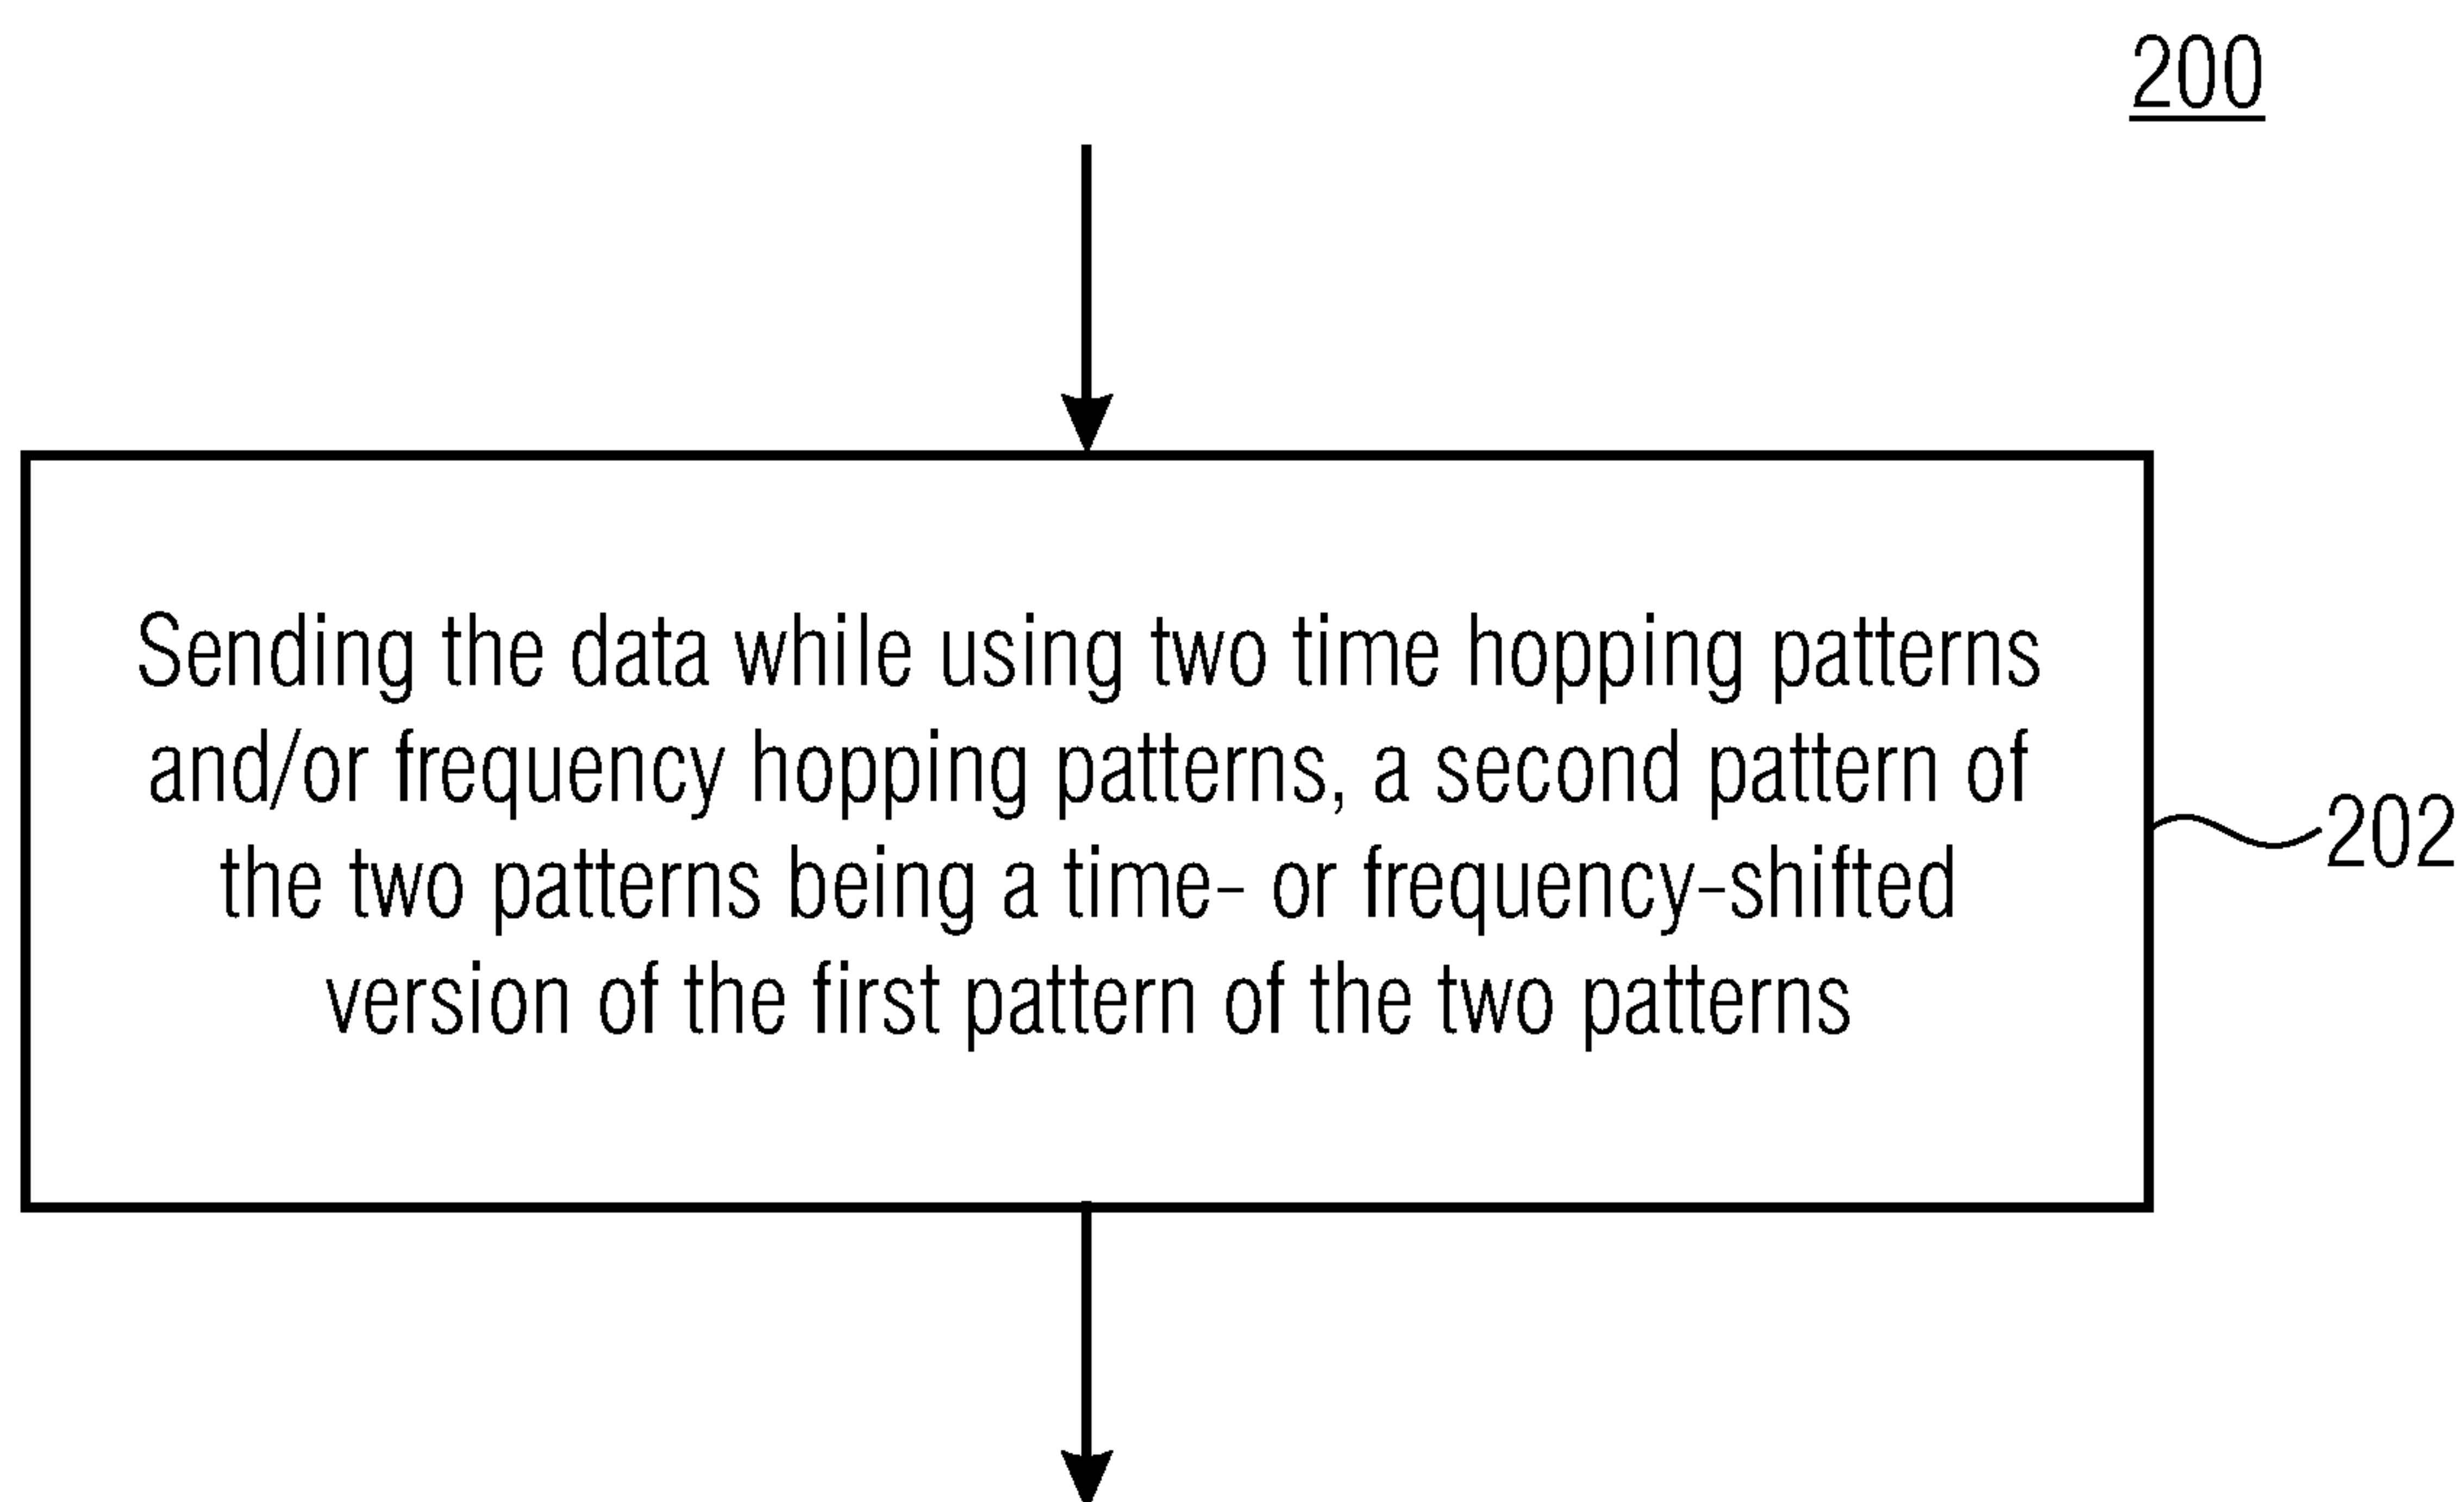 200
Sending the data while using two time hopping patterns
and/or frequency hopping patterns, a second pattern of
the two patterns being a time- or frequency-shifted
version of the first pattern of the two patterns
202